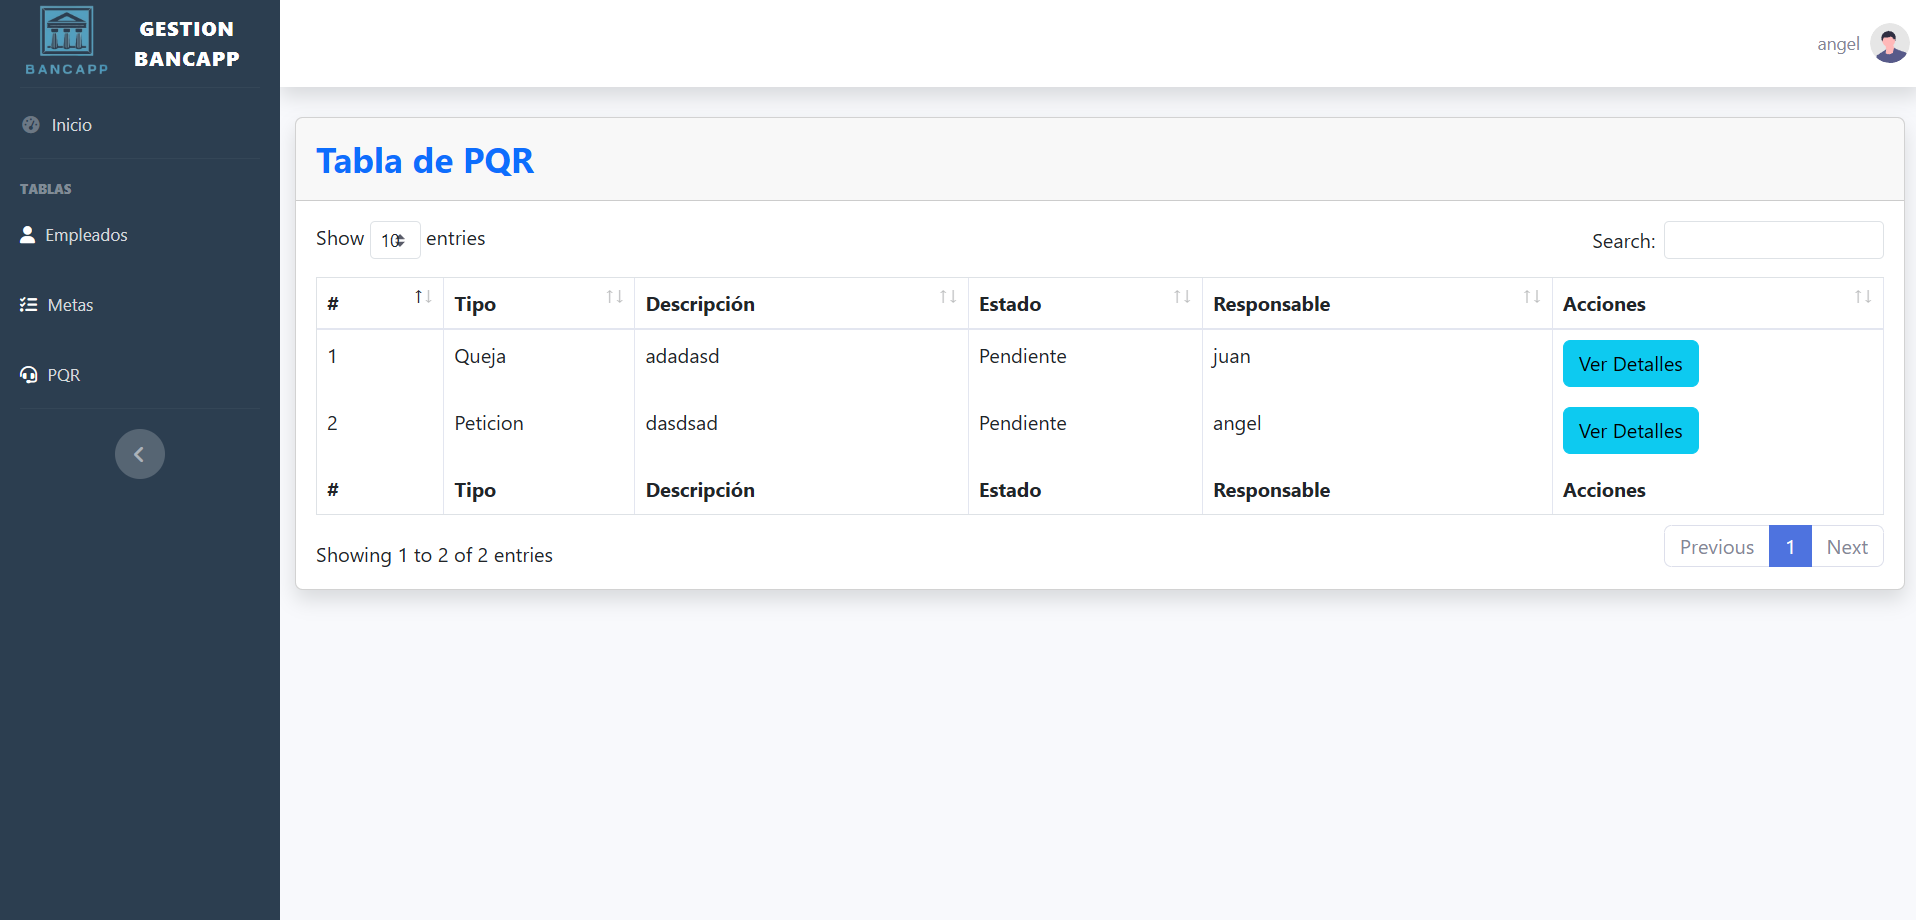 BANCAPP
GESTION
BANCAPP
angel
Inicio
TABLAS
Empleados
Metas
PQR
Tabla de PQR
Show 10 entries
Search:
# Tipo Descripción Estado Responsable Acciones
1 Queja adadasd Pendiente juan Ver Detalles
2 Peticion dasdsad Pendiente angel Ver Detalles
# Tipo Descripción Estado Responsable Acciones
Showing 1 to 2 of 2 entries
Previous 1 Next